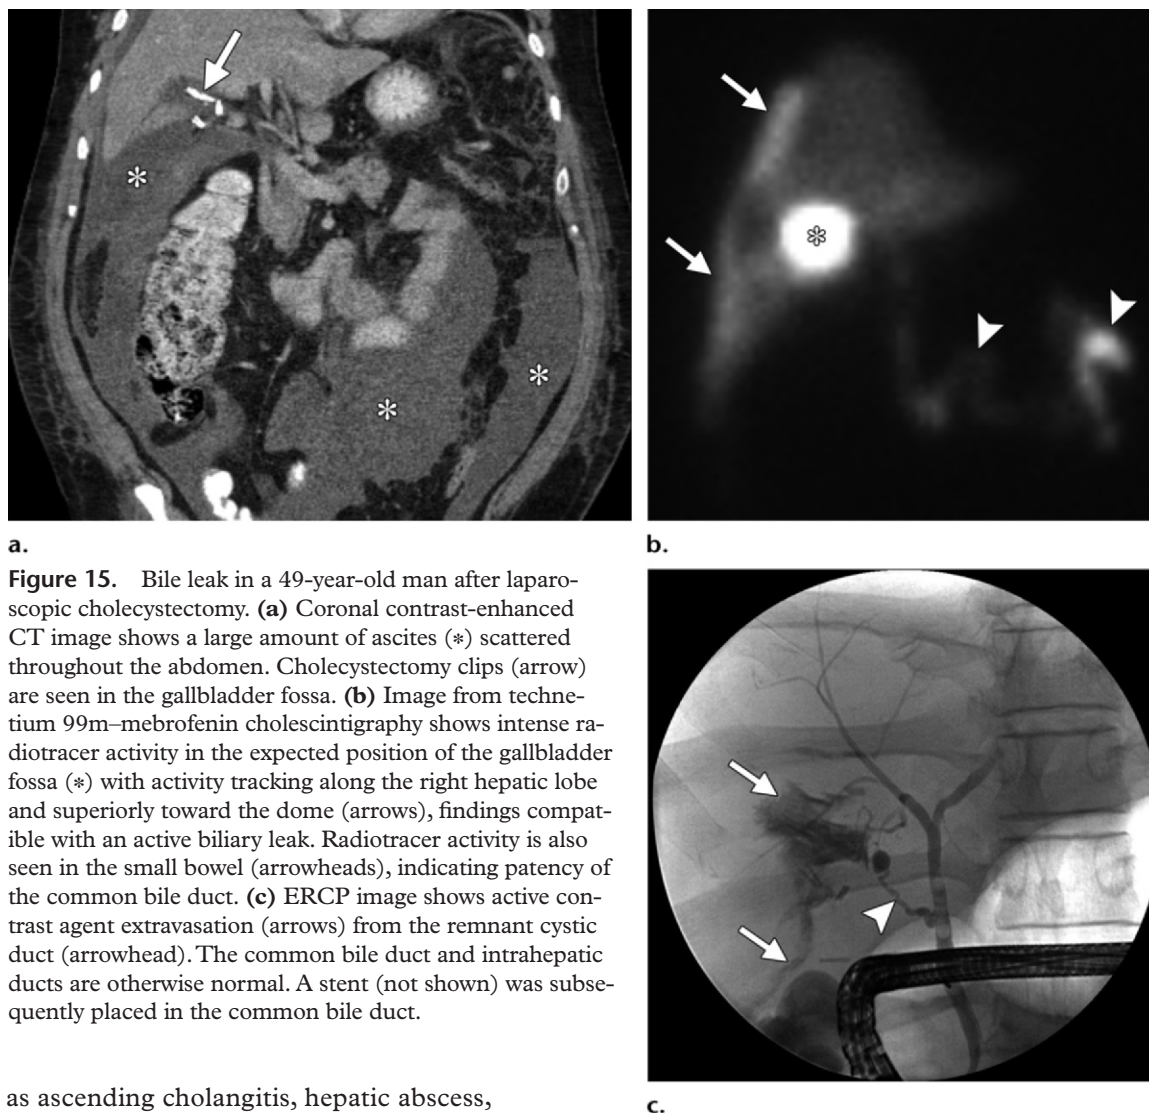 *
*
*
*
a.
b.
Figure 15. Bile leak in a 49-year-old man after laparo-
scopic cholecystectomy. (a) Coronal contrast-enhanced
CT image shows a large amount of ascites (*) scattered
throughout the abdomen. Cholecystectomy clips (arrow)
are seen in the gallbladder fossa. (b) Image from techne-
tium 99m–mebrofenin cholescintigraphy shows intense ra-
diotracer activity in the expected position of the gallbladder
fossa (*) with activity tracking along the right hepatic lobe
and superiorly toward the dome (arrows), findings compat-
ible with an active biliary leak. Radiotracer activity is also
seen in the small bowel (arrowheads), indicating patency of
the common bile duct. (c) ERCP image shows active con-
trast agent extravasation (arrows) from the remnant cystic
duct (arrowhead). The common bile duct and intrahepatic
ducts are otherwise normal. A stent (not shown) was subse-
quently placed in the common bile duct.
as ascending cholangitis, hepatic abscess,
c.